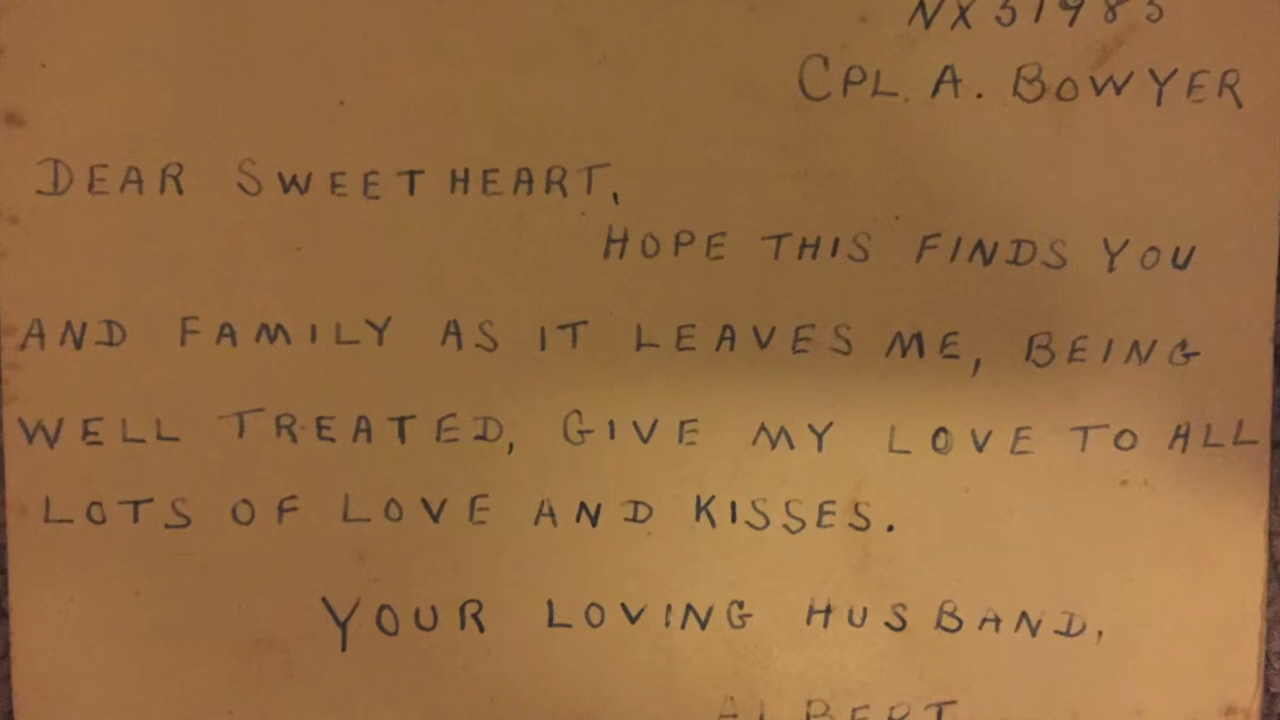 CPL. A. BOWYER
DEAR SWEETHEART,
HOPE THIS FINDS YOU
AND FAMILY AS IT LEAVES ME, BEING
WELL TREATED, GIVE MY LOVE TO ALL
LOTS OF LOVE AND KISSES.
YOUR LOVING HUSBAND,
ALBERT